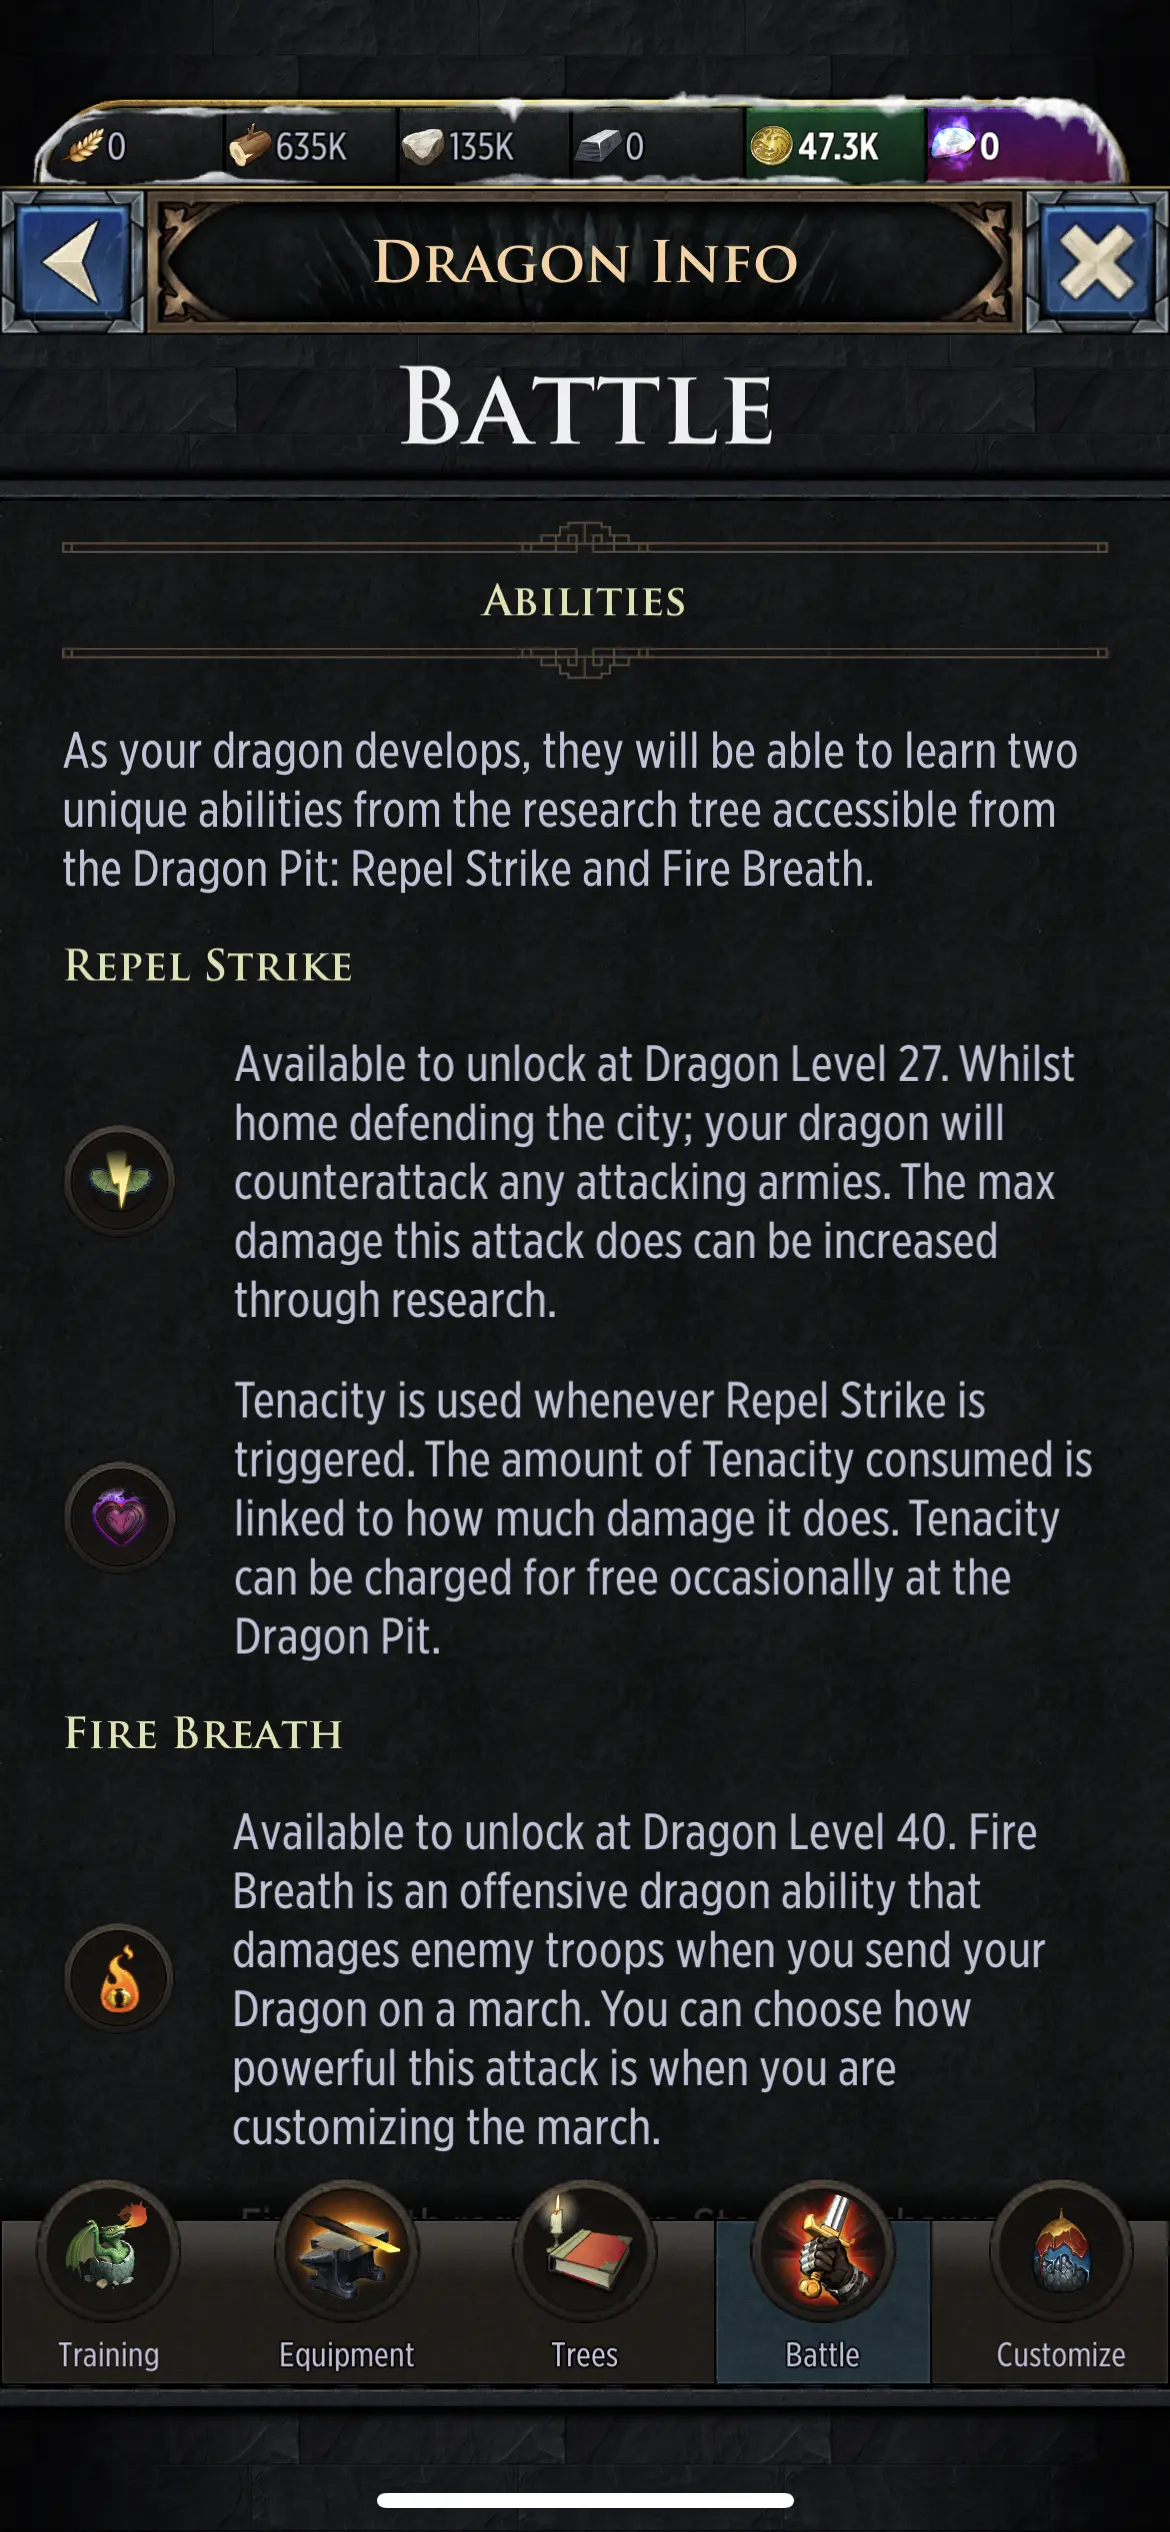 0 635K 135K 0 47.3K 0
Dragon Info
Battle
Abilities
As your dragon develops, they will be able to learn two
unique abilities from the research tree accessible from
the Dragon Pit: Repel Strike and Fire Breath.
Repel Strike
Available to unlock at Dragon Level 27. Whilst
home defending the city; your dragon will
counterattack any attacking armies. The max
damage this attack does can be increased
through research.
Tenacity is used whenever Repel Strike is
triggered. The amount of Tenacity consumed is
linked to how much damage it does. Tenacity
can be charged for free occasionally at the
Dragon Pit.
Fire Breath
Available to unlock at Dragon Level 40. Fire
Breath is an offensive dragon ability that
damages enemy troops when you send your
Dragon on a march. You can choose how
powerful this attack is when you are
customizing the march.
Training Equipment Trees Battle Customize